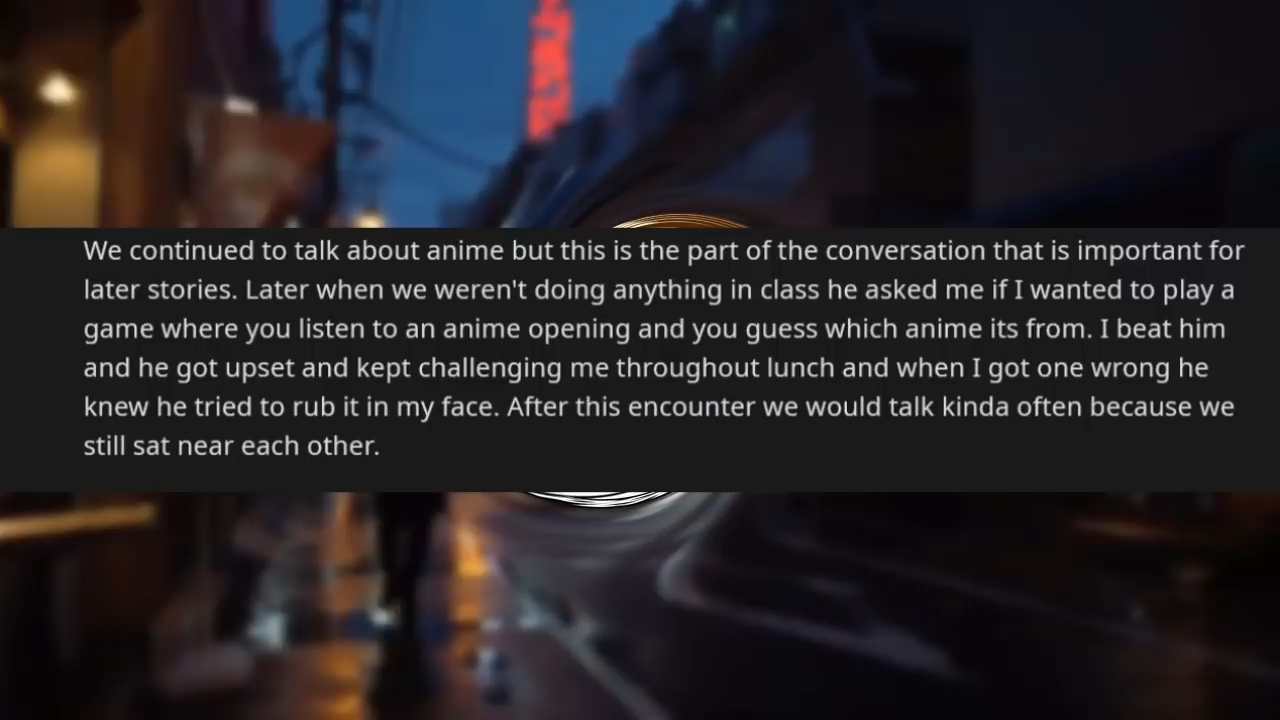 We continued to talk about anime but this is the part of the conversation that is important for
later stories. Later when we weren't doing anything in class he asked me if I wanted to play a
game where you listen to an anime opening and you guess which anime its from. I beat him
and he got upset and kept challenging me throughout lunch and when I got one wrong he
knew he tried to rub it in my face. After this encounter we would talk kinda often because we
still sat near each other.